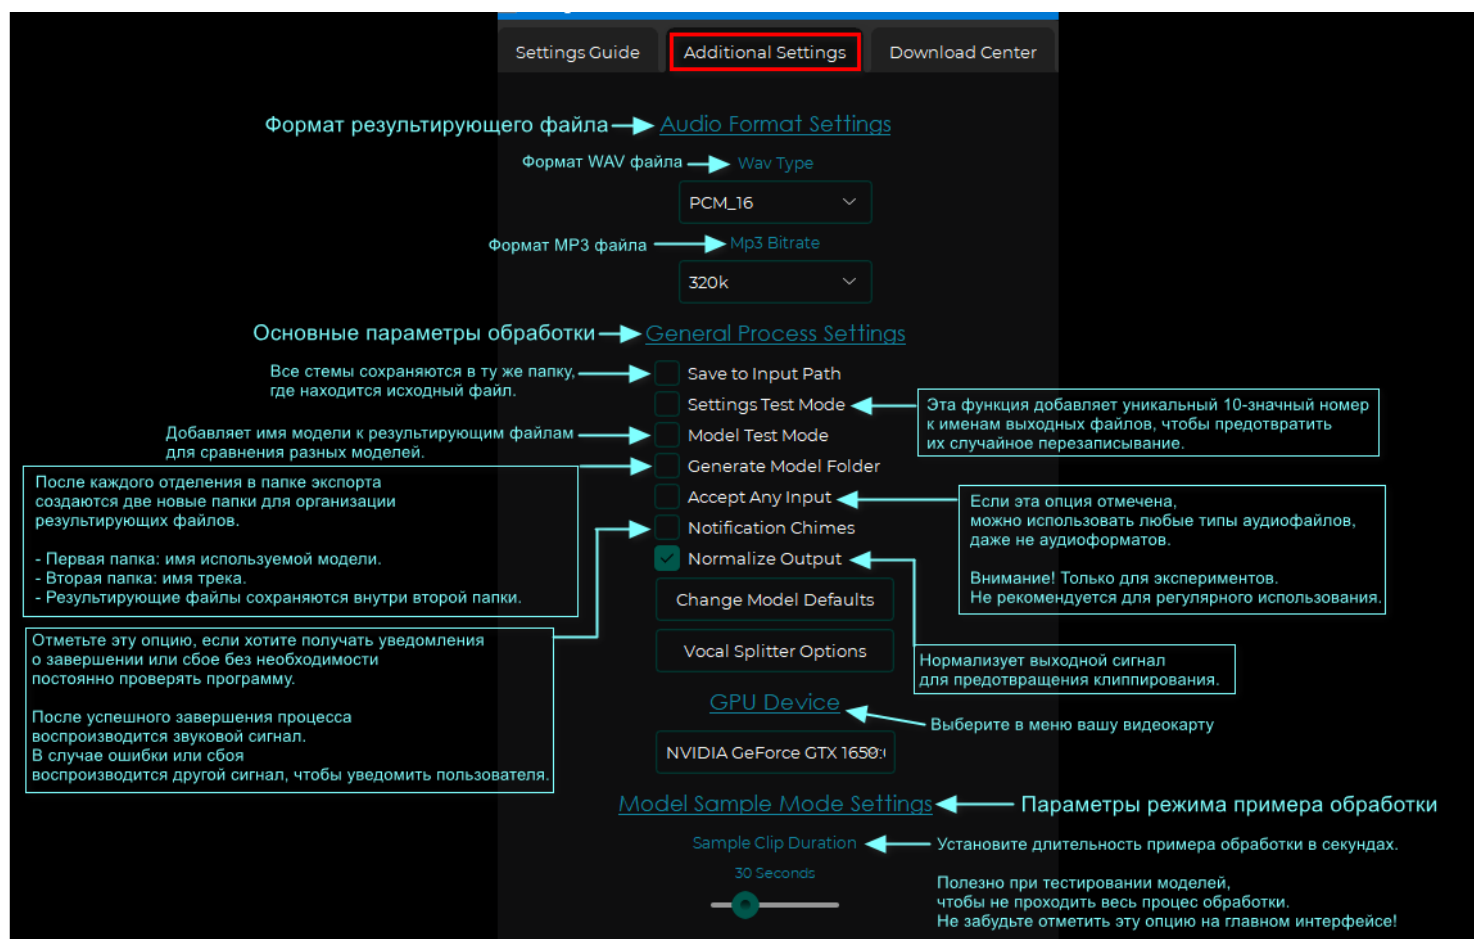 Settings Guide
Additional Settings
Download Center
Формат результирующего файла
Audio Format Settings
Формат WAV файла
Wav Type
PCM_16
Формат MP3 файла
Mp3 Bitrate
320k
Основные параметры обработки
General Process Settings
Все стемы сохраняются в ту же папку,
где находится исходный файл.
Save to Input Path
Settings Test Mode
Эта функция добавляет уникальный 10-значный номер
к именам выходных файлов, чтобы предотвратить
их случайное перезаписывание.
Добавляет имя модели к результирующим файлам
для сравнения разных моделей.
Model Test Mode
Generate Model Folder
После каждого отделения в папке экспорта
создаются две новые папки для организации
результирующих файлов.
- Первая папка: имя используемой модели.
- Вторая папка: имя трека.
- Результирующие файлы сохраняются внутри второй папки.
Accept Any Input
Если эта опция отмечена,
можно использовать любые типы аудиофайлов,
даже не аудиоформатов.
Внимание! Только для экспериментов.
Не рекомендуется для регулярного использования.
Notification Chimes
Normalize Output
Change Model Defaults
Отметьте эту опцию, если хотите получать уведомления
о завершении или сбое без необходимости
постоянно проверять программу.
После успешного завершения процесса
воспроизводится звуковой сигнал.
В случае ошибки или сбоя
воспроизводится другой сигнал, чтобы уведомить пользователя.
Vocal Splitter Options
Нормализует выходной сигнал
для предотвращения клиппирования.
GPU Device
Выберите в меню вашу видеокарту
NVIDIA GeForce GTX
Model Sample Mode Settings
Параметры режима примера обработки
Sample Clip Duration
Установите длительность примера обработки в секундах.
30 Seconds
Полезно при тестировании моделей,
чтобы не проходить весь процес обработки.
Не забудьте отметить эту опцию на главном интерфейсе!